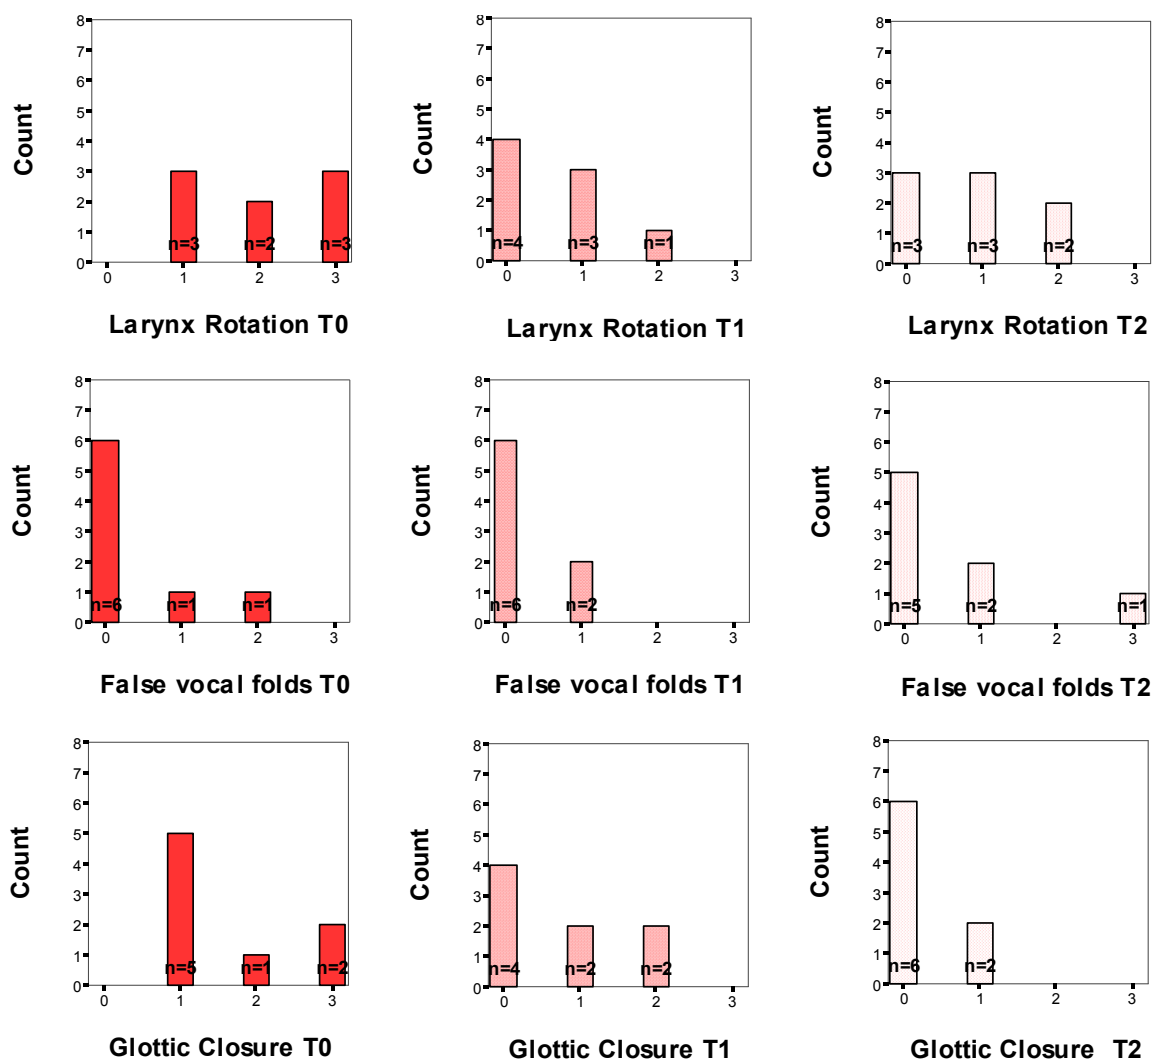 Count
8
7
6
5
4
3
2
1
0
n=3
n=2
n=3
0 1 2 3
Larynx Rotation T0
Count
8
7
6
5
4
3
2
1
0
n=4
n=3
n=1
0 1 2 3
Larynx Rotation T1
Count
8
7
6
5
4
3
2
1
0
n=3
n=3
n=2
0 1 2 3
Larynx Rotation T2
Count
8
7
6
5
4
3
2
1
0
n=6
n=1
n=1
0 1 2 3
False vocal folds T0
Count
8
7
6
5
4
3
2
1
0
n=6
n=2
0 1 2 3
False vocal folds T1
Count
8
7
6
5
4
3
2
1
0
n=5
n=2
n=1
0 1 2 3
False vocal folds T2
Count
8
7
6
5
4
3
2
1
0
n=5
n=1
n=2
0 1 2 3
Glottic Closure T0
Count
8
7
6
5
4
3
2
1
0
n=4
n=2
n=2
0 1 2 3
Glottic Closure T1
Count
8
7
6
5
4
3
2
1
0
n=6
n=2
0 1 2 3
Glottic Closure T2